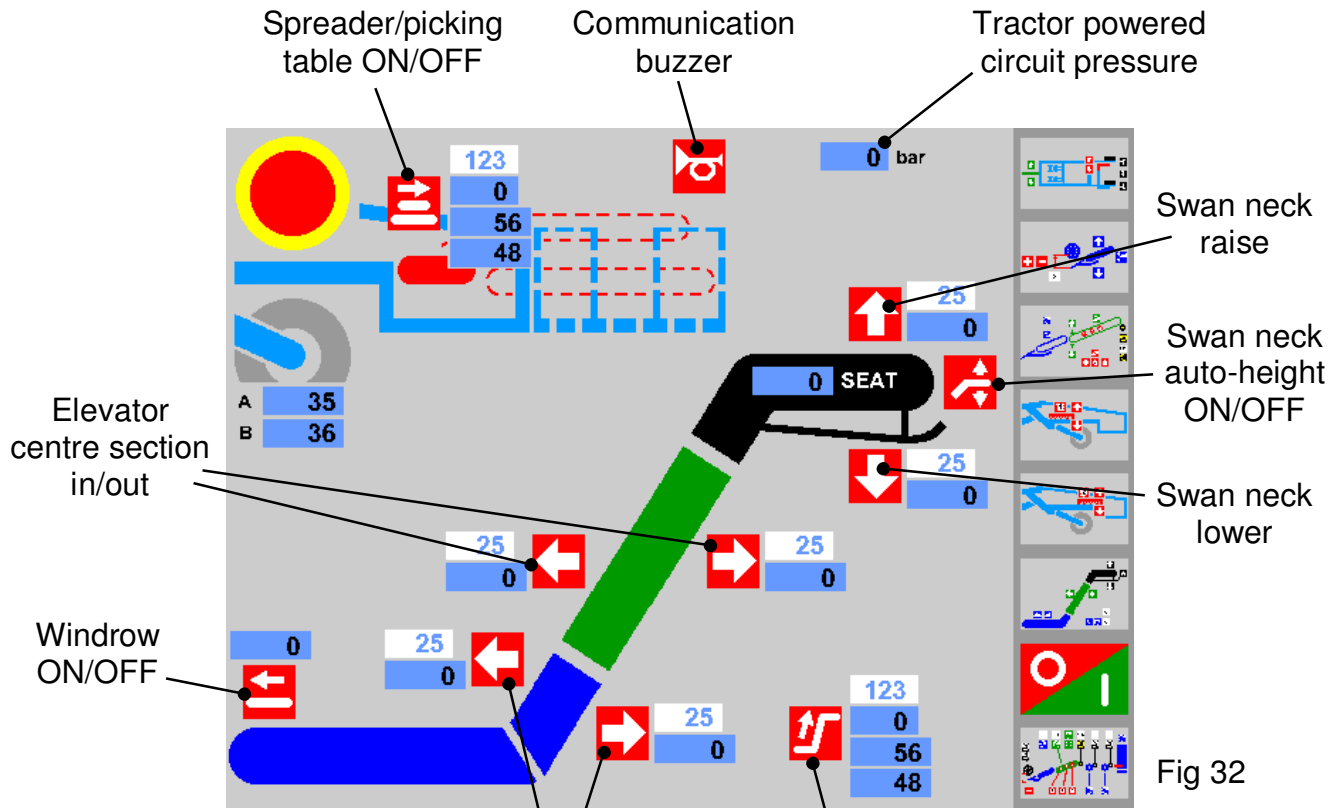 Spreader/picking
table ON/OFF
Communication
buzzer
Tractor powered
circuit pressure
123
0
56
48
0 bar
Swan neck
raise
25
0
Swan neck
auto-height
ON/OFF
0 SEAT
A 35
B 36
Elevator
centre section
in/out
25
0
Swan neck
lower
25
0
25
0
Windrow
ON/OFF
0
25
0
25
0
123
0
56
48
Fig 32